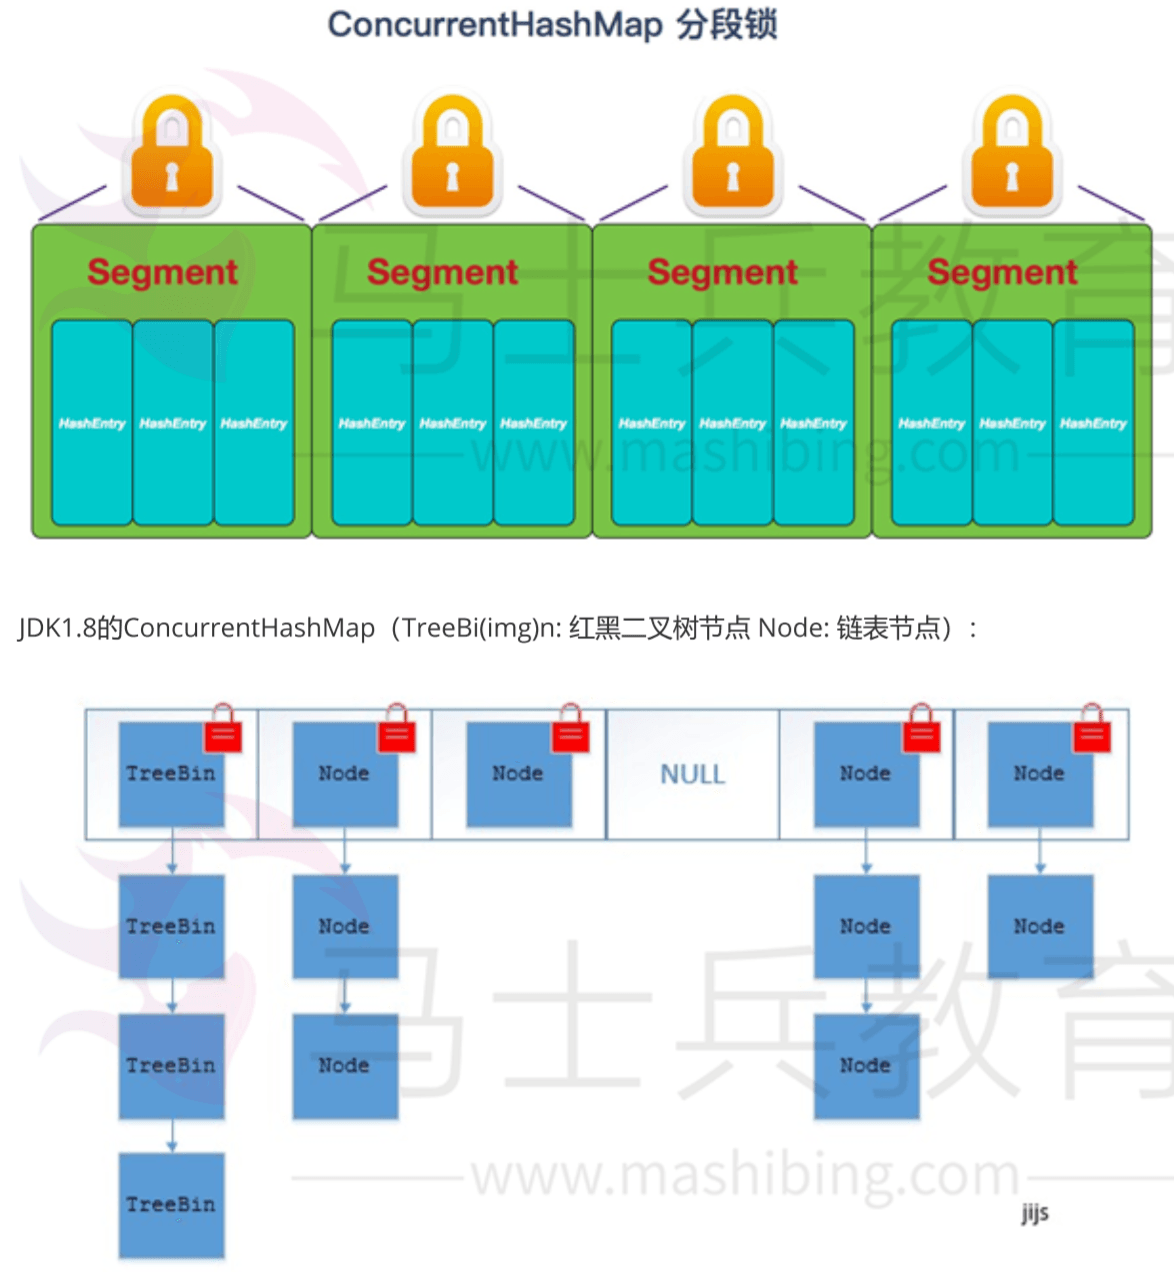 ConcurrentHashMap 分段锁
Segment Segment Segment Segment
HashEntry HashEntry HashEntry HashEntry HashEntry HashEntry HashEntry HashEntry HashEntry HashEntry HashEntry HashEntry
马士兵教育
www.mashibing.com
JDK1.8的ConcurrentHashMap（TreeBi(img)n: 红黑二叉树节点 Node: 链表节点）:
TreeBin Node Node NULL Node Node
TreeBin Node Node Node
马士兵教育
TreeBin Node Node
www.mashibing.com
TreeBin
jijs